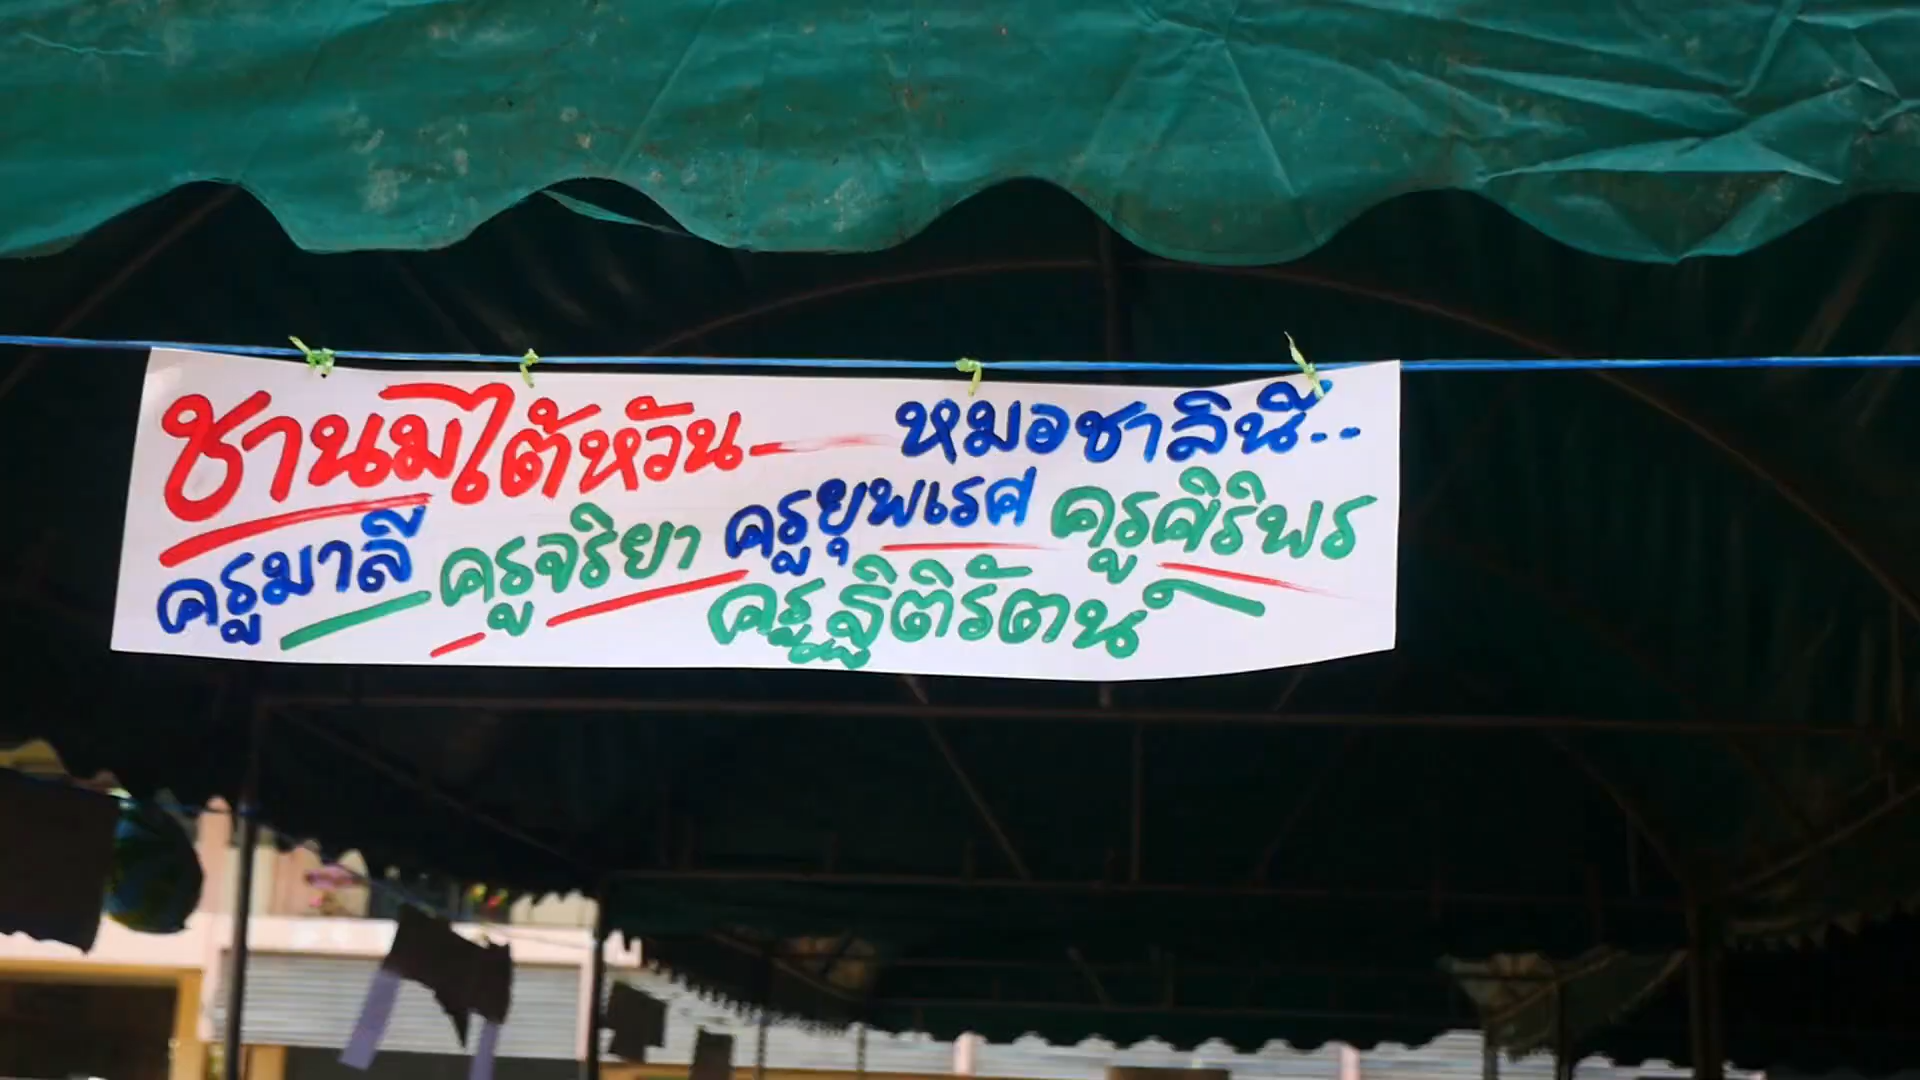 ชานมไต้หวัน หมอชาลินี..
ครูมาลี ครูจริยา ครูยุพเรศ ครูศิริพร
ครูฐิติรัตน์